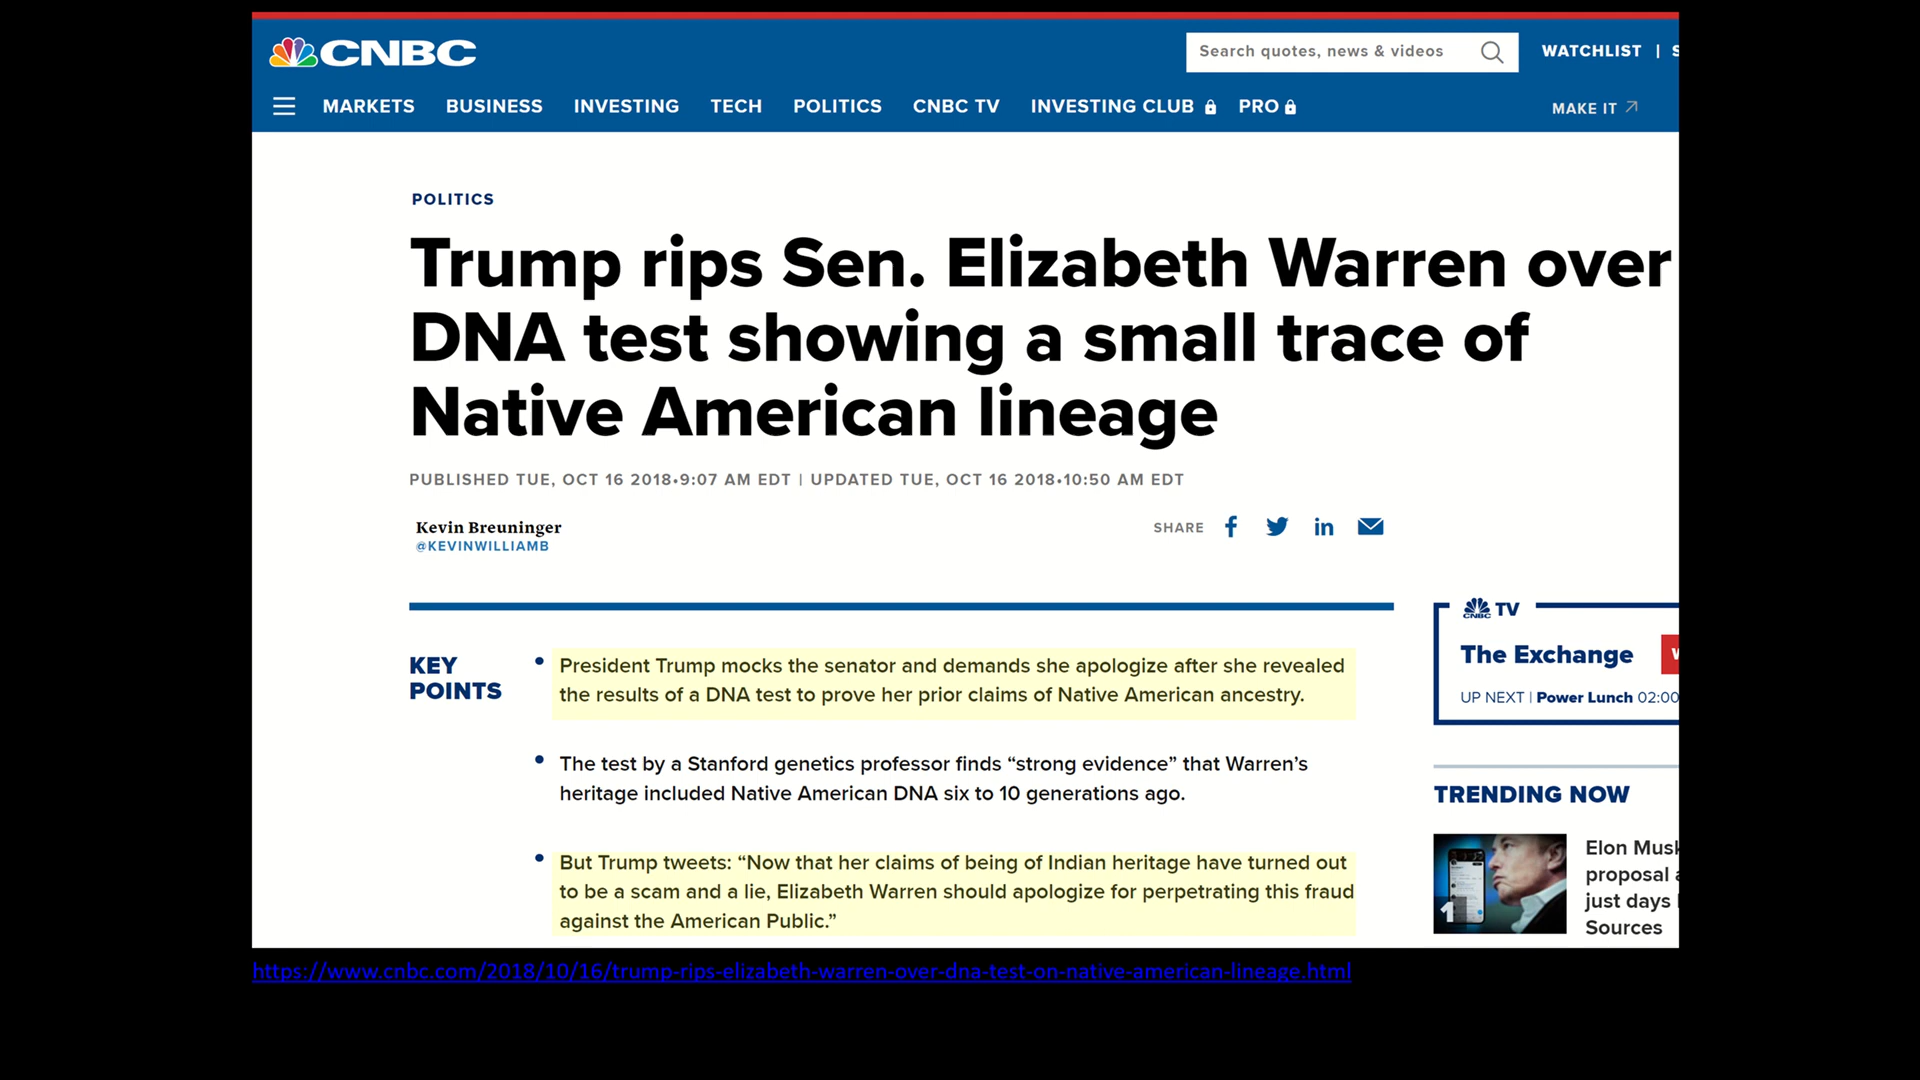 CNBC
Search quotes, news & videos
WATCHLIST | S
MARKETS BUSINESS INVESTING TECH POLITICS CNBC TV INVESTING CLUB PRO
MAKE IT
POLITICS
Trump rips Sen. Elizabeth Warren over
DNA test showing a small trace of
Native American lineage
PUBLISHED TUE, OCT 16 2018•9:07 AM EDT | UPDATED TUE, OCT 16 2018•10:50 AM EDT
Kevin Breuninger
@KEVINWILLIAMB
SHARE
KEY
POINTS
President Trump mocks the senator and demands she apologize after she revealed
the results of a DNA test to prove her prior claims of Native American ancestry.
The test by a Stanford genetics professor finds “strong evidence” that Warren’s
heritage included Native American DNA six to 10 generations ago.
But Trump tweets: “Now that her claims of being of Indian heritage have turned out
to be a scam and a lie, Elizabeth Warren should apologize for perpetrating this fraud
against the American Public.”
CNBC TV
The Exchange
UP NEXT | Power Lunch 02:00
TRENDING NOW
1
Elon Musk
proposal
just days
Sources
https://www.cnbc.com/2018/10/16/trump-rips-elizabeth-warren-over-dna-test-on-native-american-lineage.html